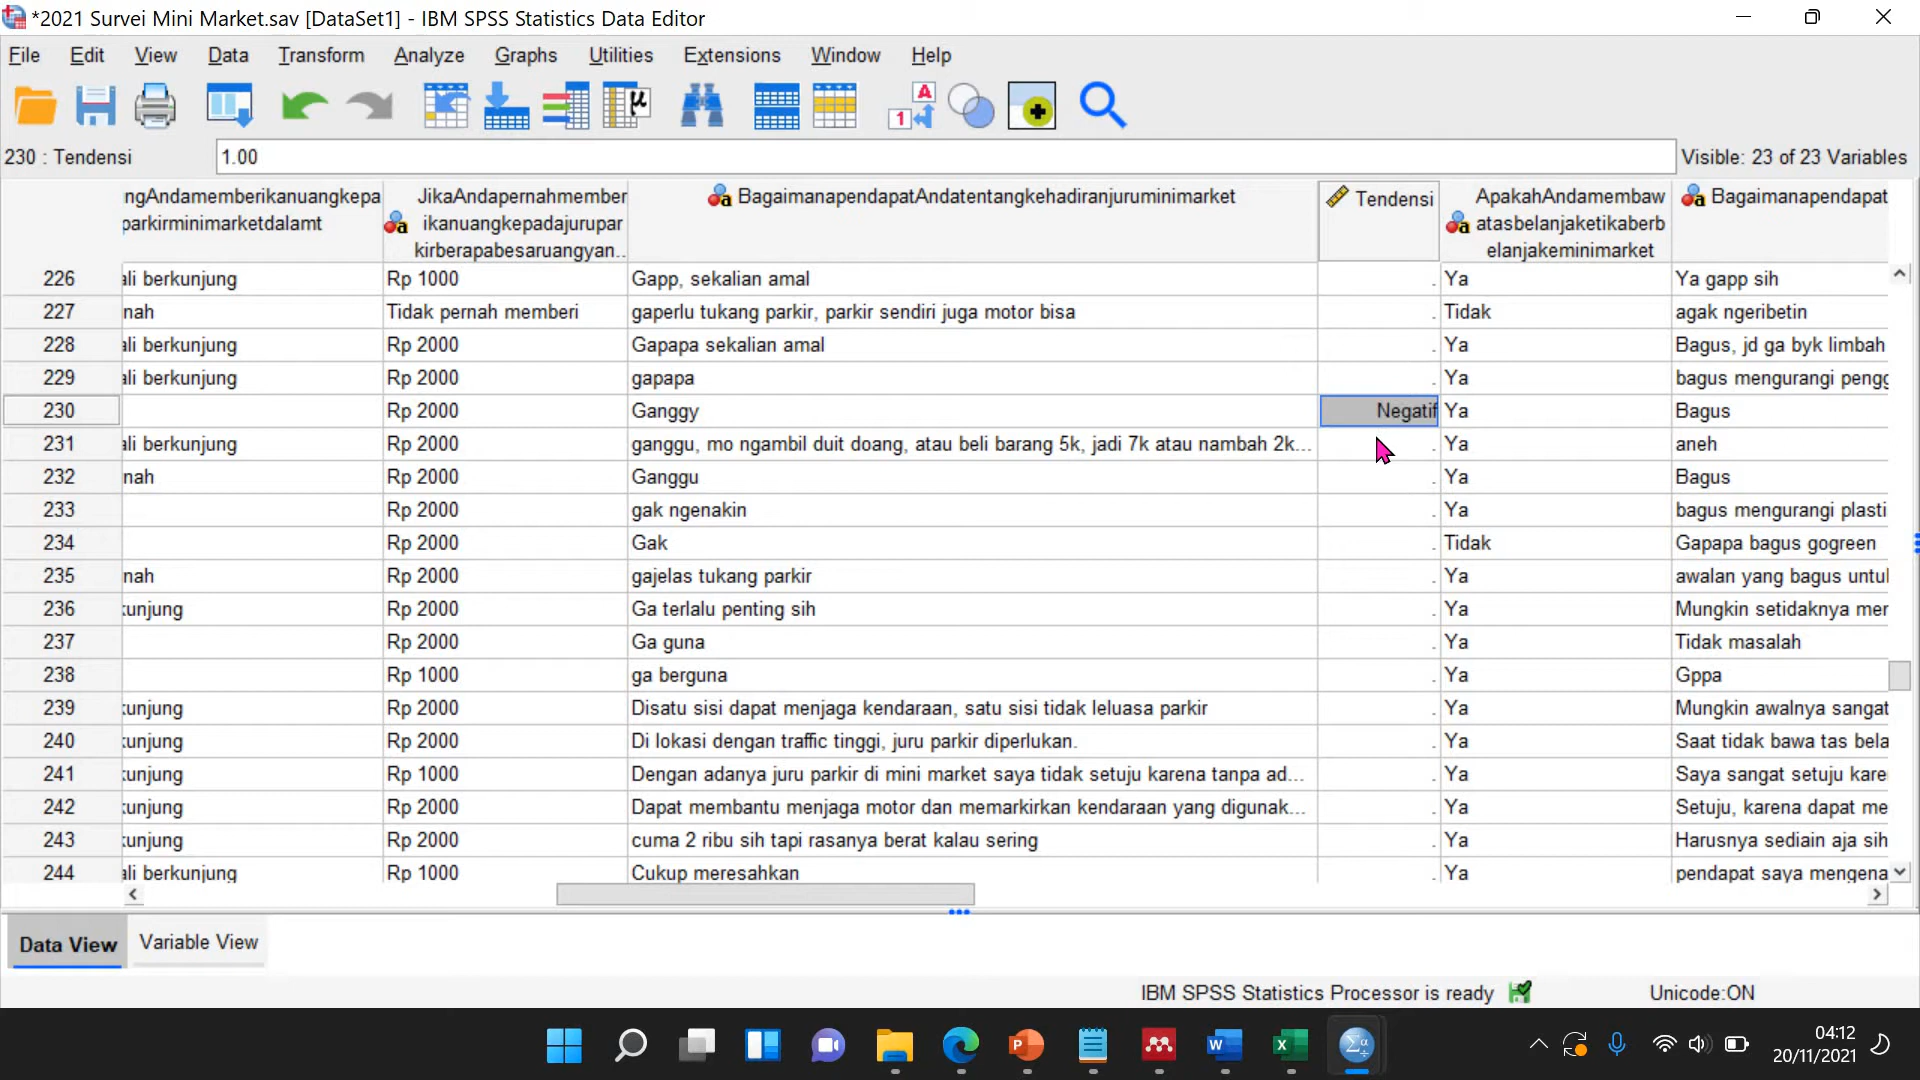 *2021 Survei Mini Market.sav [DataSet1] - IBM SPSS Statistics Data Editor
File Edit View Data Transform Analyze Graphs Utilities Extensions Window Help
230 : Tendensi 1.00 Visible: 23 of 23 Variables
ngAndamemberikanuangkepa
parkirminimarketdalamt
JikaAndapernahmember
ikanuangkepadajurupar
kirberapabesaruangyan..
BagaimanapendapatAndatentangkehadiranjuruminimarket
Tendensi
ApakahAndamembaw
atasbelanjaketikaberb
elanjakeminimarket
Bagaimanapendapat
226 ali berkunjung Rp 1000 Gapp, sekalian amal . Ya Ya gapp sih
227 nah Tidak pernah memberi gaperlu tukang parkir, parkir sendiri juga motor bisa . Tidak agak ngeribetin
228 ali berkunjung Rp 2000 Gapapa sekalian amal . Ya Bagus, jd ga byk limbah
229 ali berkunjung Rp 2000 gapapa . Ya bagus mengurangi pengg
230 Rp 2000 Ganggy Negatif Ya Bagus
231 ali berkunjung Rp 2000 ganggu, mo ngambil duit doang, atau beli barang 5k, jadi 7k atau nambah 2k... . Ya aneh
232 nah Rp 2000 Ganggu . Ya Bagus
233 Rp 2000 gak ngenakin . Ya bagus mengurangi plasti
234 Rp 2000 Gak . Tidak Gapapa bagus gogreen
235 nah Rp 2000 gajelas tukang parkir . Ya awalan yang bagus untul
236 kunjung Rp 2000 Ga terlalu penting sih . Ya Mungkin setidaknya mer
237 Rp 2000 Ga guna . Ya Tidak masalah
238 Rp 1000 ga berguna . Ya Gppa
239 kunjung Rp 2000 Disatu sisi dapat menjaga kendaraan, satu sisi tidak leluasa parkir . Ya Mungkin awalnya sangat
240 kunjung Rp 2000 Di lokasi dengan traffic tinggi, juru parkir diperlukan. . Ya Saat tidak bawa tas bela
241 kunjung Rp 1000 Dengan adanya juru parkir di mini market saya tidak setuju karena tanpa ad... . Ya Saya sangat setuju kare
242 kunjung Rp 2000 Dapat membantu menjaga motor dan memarkirkan kendaraan yang digunak... . Ya Setuju, karena dapat me
243 kunjung Rp 2000 cuma 2 ribu sih tapi rasanya berat kalau sering . Ya Harusnya sediain aja sih
244 ali berkunjung Rp 1000 Cukup meresahkan . Ya pendapat saya mengena
Data View Variable View
IBM SPSS Statistics Processor is ready Unicode:ON
04:12
20/11/2021